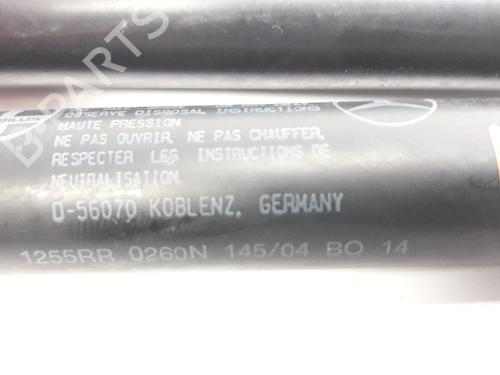 B-PARTS
OBSERVE DISPOSAL INSTRUCTIONS
HAUTE PRESSION
NE PAS OUVRIR. NE PAS CHAUFFER.
RESPECTER LES INSTRUCTIONS DE
NEUTRALISATION.
D-56070 KOBLENZ, GERMANY
1255RR 0260N 145/04 BO 14